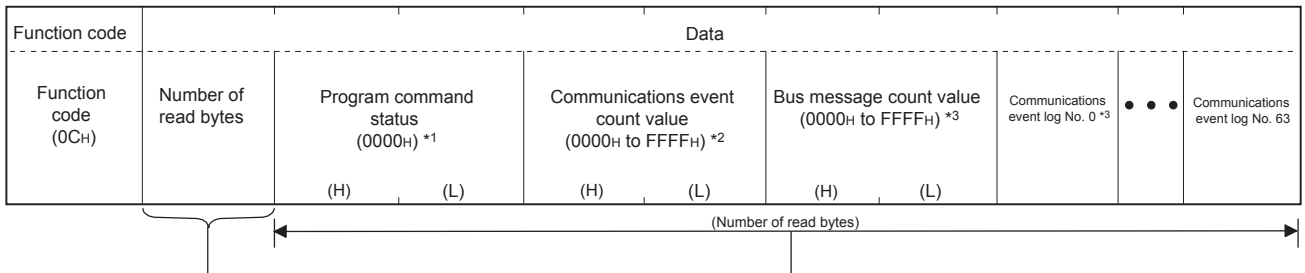 Function code
Data
Function
code
(0CH)
Number of
read bytes
Program command
status
(0000H) *1
(H) (L)
Communications event
count value
(0000H to FFFFH) *2
(H) (L)
Bus message count value
(0000H to FFFFH) *3
(H) (L)
Communications
event log No. 0 *3
• • •
Communications
event log No. 63
(Number of read bytes)